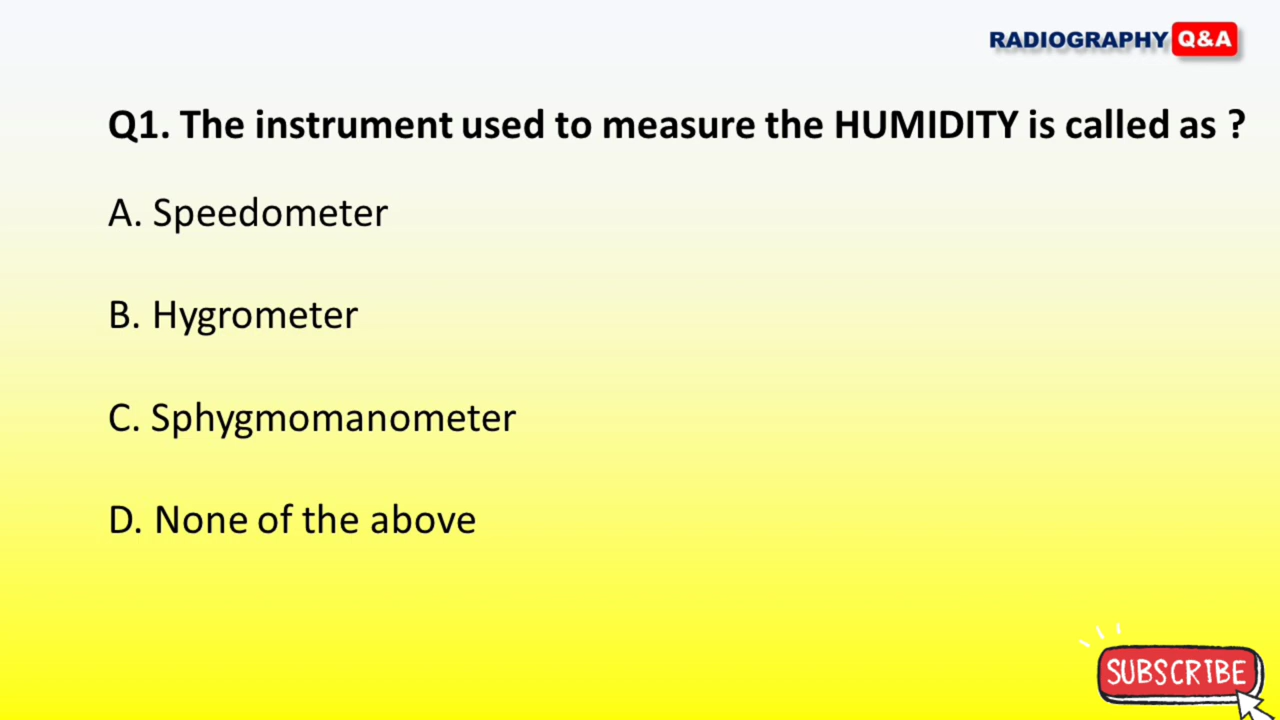 RADIOGRAPHY Q&A
Q1. The instrument used to measure the HUMIDITY is called as ?
A. Speedometer
B. Hygrometer
C. Sphygmomanometer
D. None of the above
SUBSCRIBE